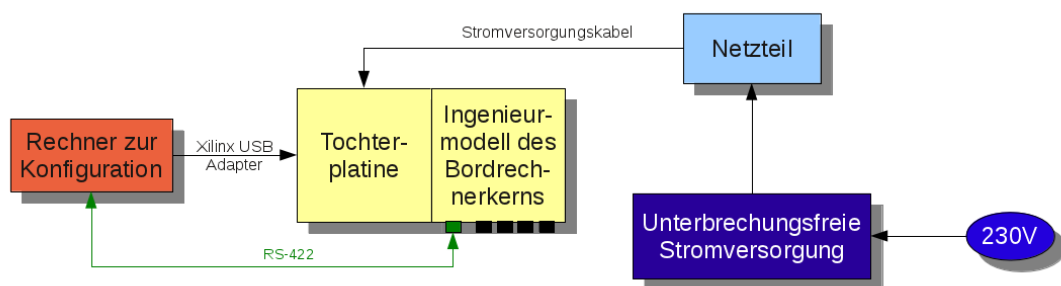 Stromversorgungskabel
Netzteil
Rechner zur
Konfiguration
Xilinx USB
Adapter
Tochter-
platine
Ingenieur-
modell des
Bordrech-
nerkerns
Unterbrechungsfreie
Stromversorgung
230V
RS-422